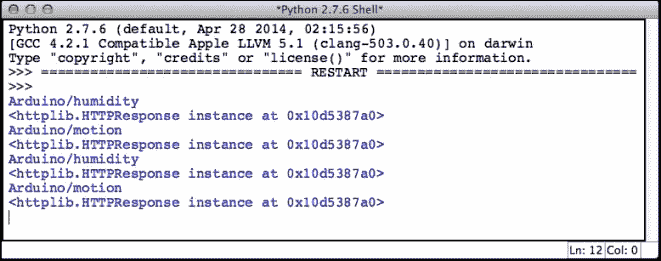 *Python 2.7.6 Shell*
Python 2.7.6 (default, Apr 28 2014, 02:15:56)
[GCC 4.2.1 Compatible Apple LLVM 5.1 (clang-503.0.40)] on darwin
Type "copyright", "credits" or "license()" for more information.
>>> ================================ RESTART ================================
>>>
Arduino/humidity
<httplib.HTTPResponse instance at 0x10d5387a0>
Arduino/motion
<httplib.HTTPResponse instance at 0x10d5387a0>
Arduino/humidity
<httplib.HTTPResponse instance at 0x10d5387a0>
Arduino/motion
<httplib.HTTPResponse instance at 0x10d5387a0>
Ln: 12 Col: 0